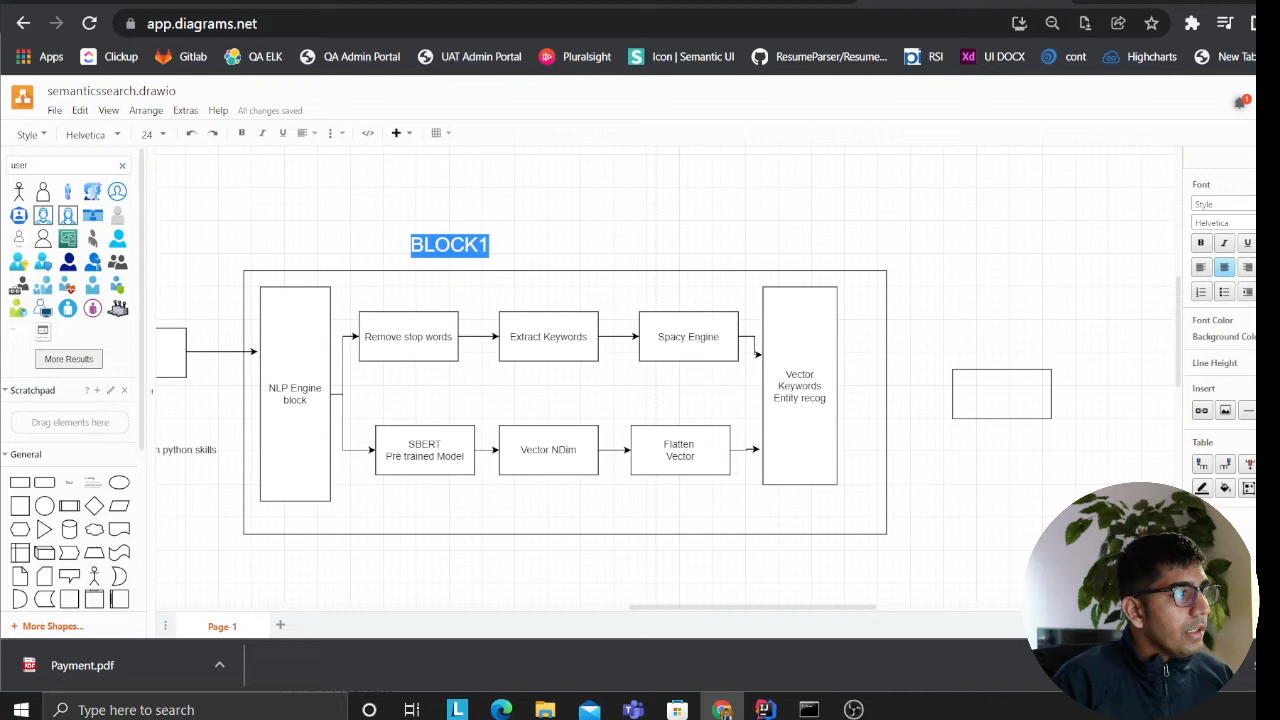 app.diagrams.net
Apps
Clickup
Gitlab
QA ELK
QA Admin Portal
UAT Admin Portal
Pluralsight
Icon | Semantic UI
ResumeParser/Resume...
RSI
UI DOCX
cont
Highcharts
New Tab
semanticssearch.drawio
File Edit View Arrange Extras Help All changes saved
1
Style
Helvetica
24
user
More Results
Scratchpad
Drag elements here
General
Text
More Shapes...
BLOCK1
NLP Engine
block
Remove stop words
Extract Keywords
Spacy Engine
SBERT
Pre trained Model
Vector NDim
Flatten
Vector
Vector
Keywords
Entity recog
n python skills
Font
Style
Helvetica
B I U
Font Color
Background Colo
Line Height
Insert
Table
Page-1
PDF
Payment.pdf
Type here to search